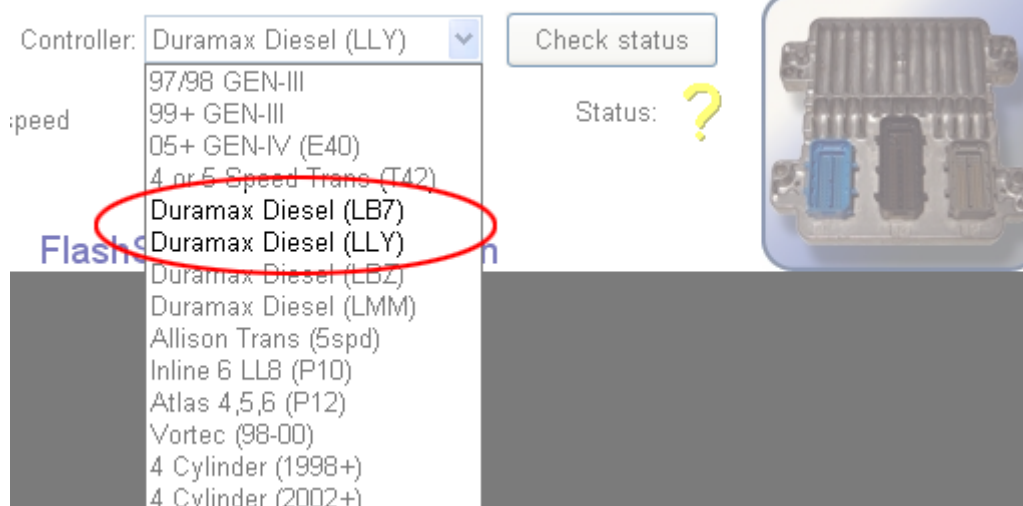 Controller: Duramax Diesel (LLY) Check status
97/98 GEN-III
speed 99+ GEN-III Status: ?
05+ GEN-IV (E40)
4 or 5 Speed Trans (T42)
Duramax Diesel (LB7)
Duramax Diesel (LLY)
Duramax Diesel (LBZ)
Duramax Diesel (LMM)
Allison Trans (5spd)
Inline 6 LL8 (P10)
Atlas 4,5,6 (P12)
Vortec (98-00)
4 Cylinder (1998+)
4 Cylinder (2002+)